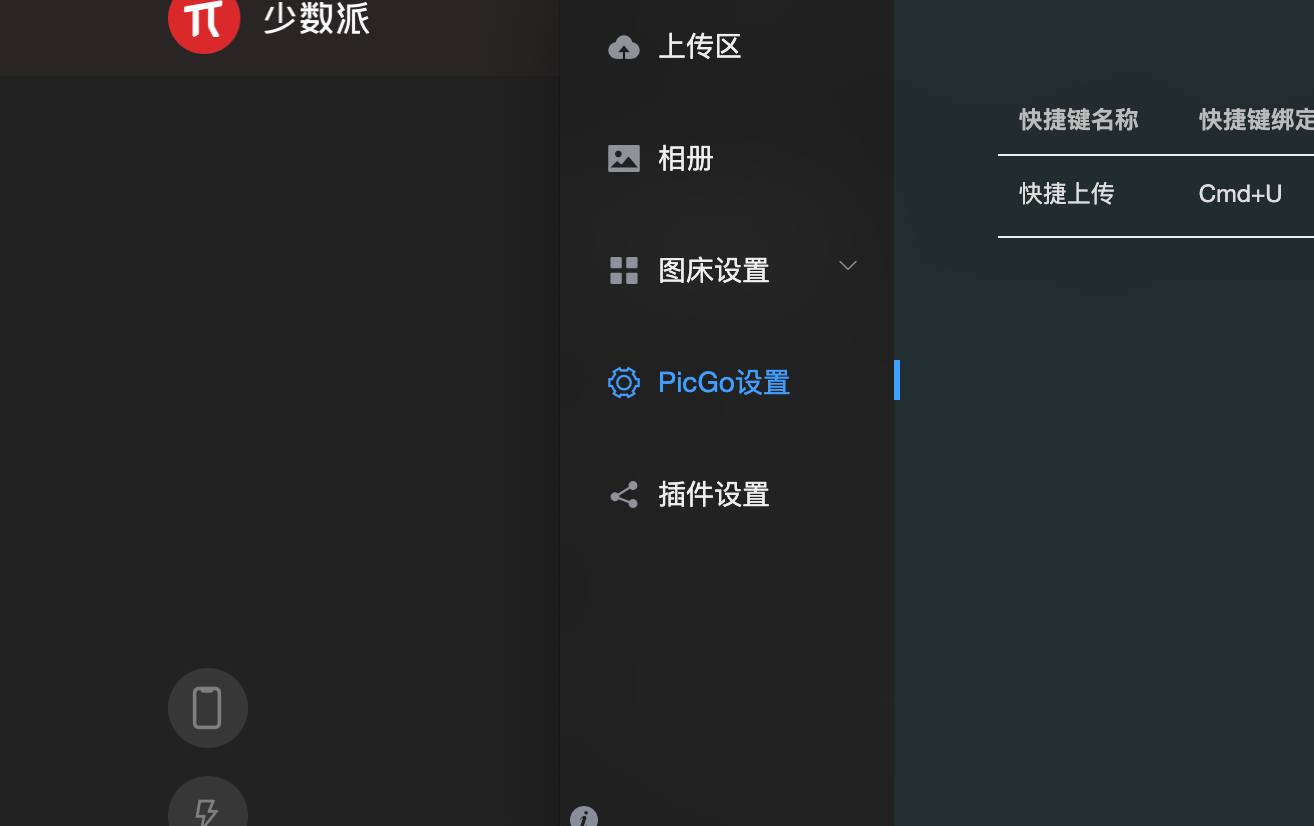 少数派
上传区
相册
图床设置
PicGo设置
插件设置
快捷键名称 快捷键绑定
快捷上传 Cmd+U